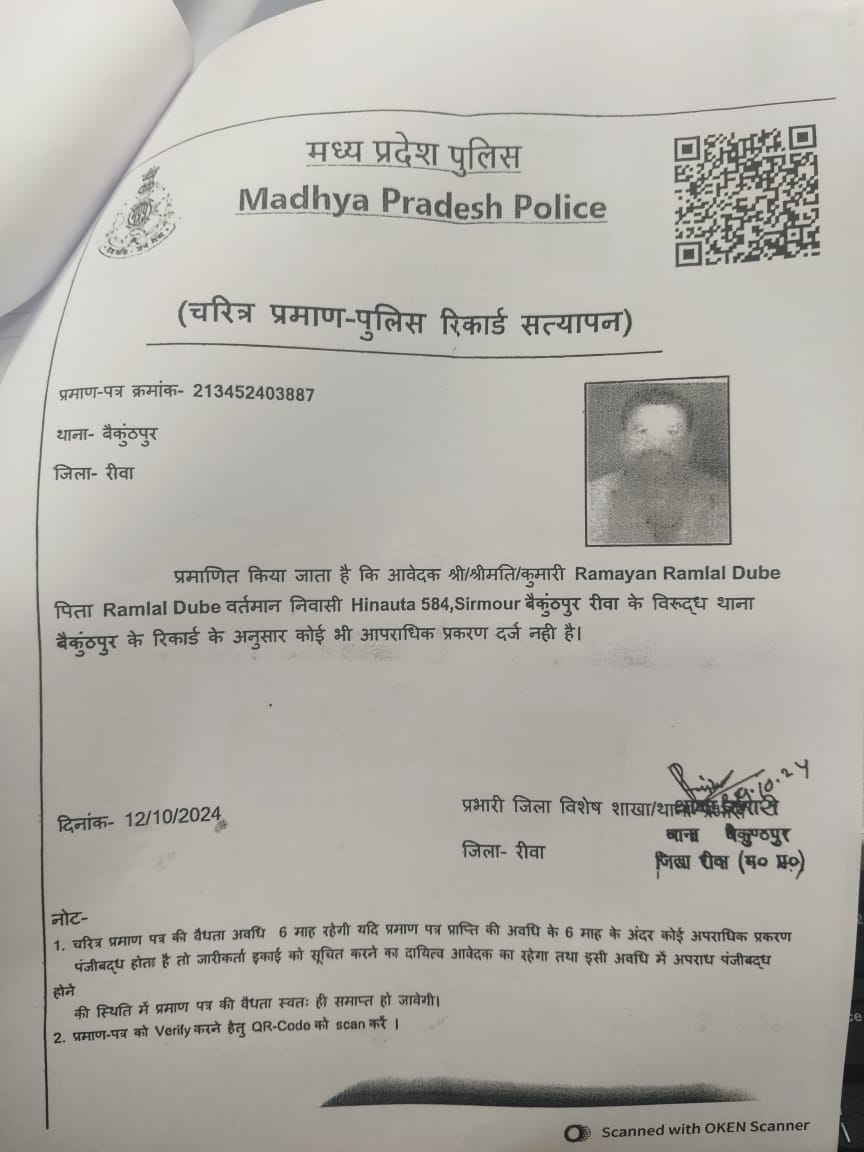 मध्य प्रदेश पुलिस
Madhya Pradesh Police
(चरित्र प्रमाण-पुलिस रिकार्ड सत्यापन)
प्रमाण-पत्र क्रमांक- 213452403887
थाना- बैकुंठपुर
जिला- रीवा
प्रमाणित किया जाता है कि आवेदक श्री/श्रीमति/कुमारी Ramayan Ramlal Dube
पिता Ramlal Dube वर्तमान निवासी Hinauta 584,Sirmour बैकुंठपुर रीवा के विरूद्ध थाना
बैकुंठपुर के रिकार्ड के अनुसार कोई भी आपराधिक प्रकरण दर्ज नही है।
दिनांक- 12/10/2024
.10.24
प्रभारी जिला विशेष शाखा/थाना
थाना बैकुण्ठपुर
जिला- रीवा
जिला रीवा (म० प्र०)
नोट-
1. चरित्र प्रमाण पत्र की वैधता अवधि 6 माह रहेगी यदि प्रमाण पत्र प्राप्ति की अवधि के 6 माह के अंदर कोई अपराधिक प्रकरण
पंजीबद्ध होता है तो जारीकर्ता इकाई को सूचित करने का दायित्व आवेदक का रहेगा तथा इसी अवधि में अपराध पंजीबद्ध
होने
की स्थिति में प्रमाण पत्र की वैधता स्वतः ही समाप्त हो जावेगी।
2. प्रमाण-पत्र को Verify करने हेतु QR-Code को scan करें ।
Scanned with OKEN Scanner